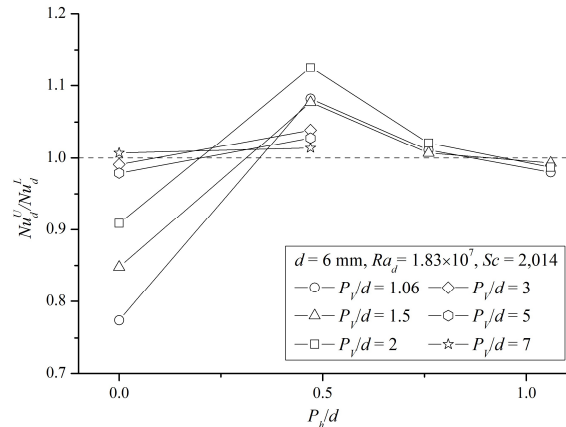 1.2
1.1
1.0
0.9
0.8
0.7
Nu_d^U/Nu_d^L
d = 6 mm, Ra_d = 1.83×10^7, Sc = 2,014
P_V/d = 1.06 P_V/d = 3
P_V/d = 1.5 P_V/d = 5
P_V/d = 2 P_V/d = 7
0.0 0.5 1.0
P_h/d